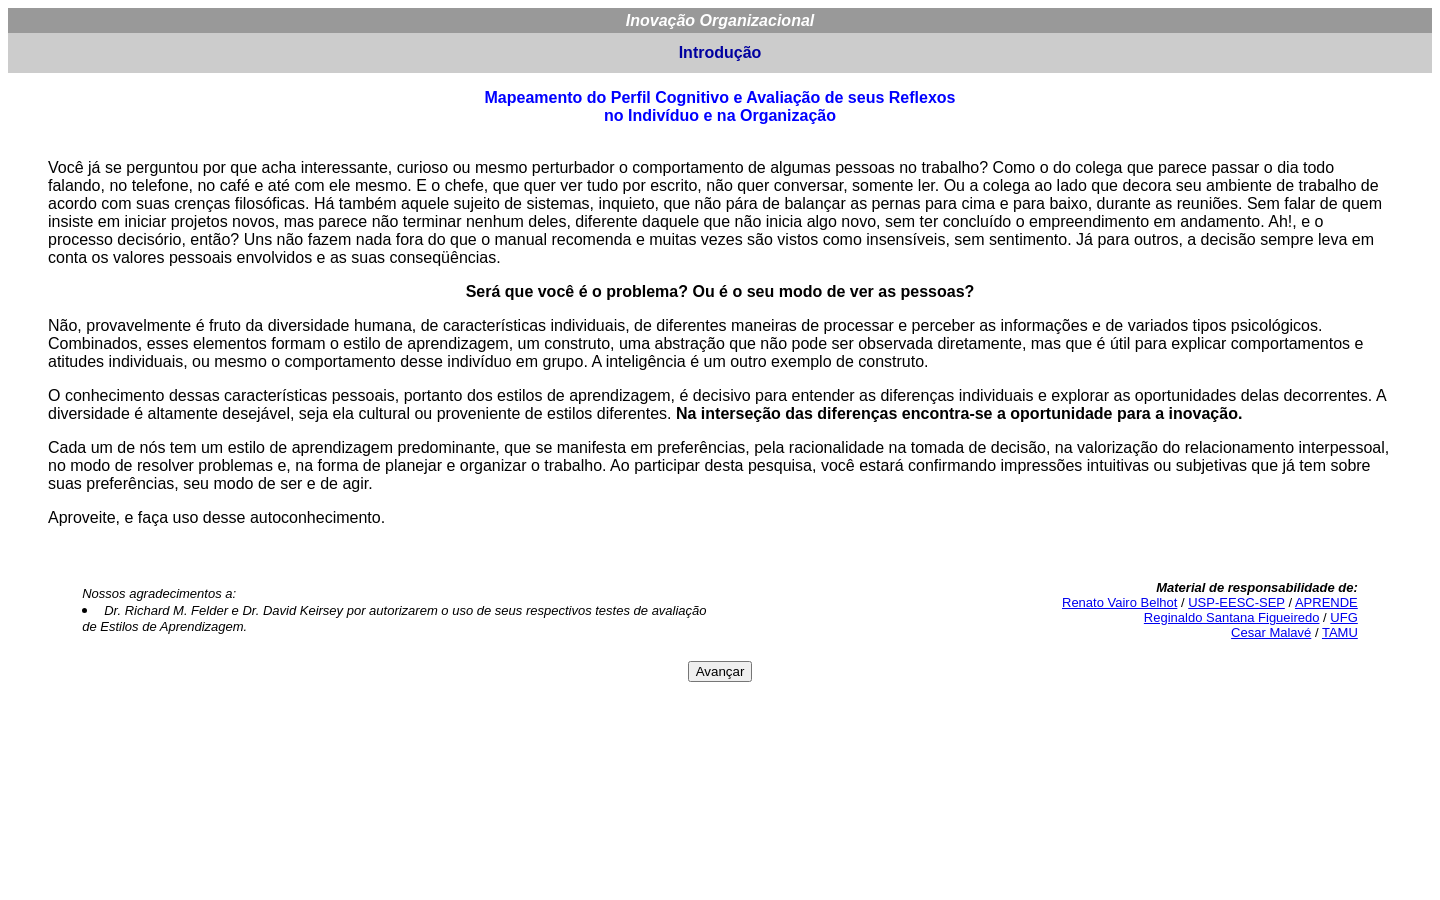 Inovação Organizacional
Introdução
Mapeamento do Perfil Cognitivo e Avaliação de seus Reflexos
no Indivíduo e na Organização
Você já se perguntou por que acha interessante, curioso ou mesmo perturbador o comportamento de algumas pessoas no trabalho? Como o do colega que parece passar o dia todo
falando, no telefone, no café e até com ele mesmo. E o chefe, que quer ver tudo por escrito, não quer conversar, somente ler. Ou a colega ao lado que decora seu ambiente de trabalho de
acordo com suas crenças filosóficas. Há também aquele sujeito de sistemas, inquieto, que não pára de balançar as pernas para cima e para baixo, durante as reuniões. Sem falar de quem
insiste em iniciar projetos novos, mas parece não terminar nenhum deles, diferente daquele que não inicia algo novo, sem ter concluído o empreendimento em andamento. Ah!, e o
processo decisório, então? Uns não fazem nada fora do que o manual recomenda e muitas vezes são vistos como insensíveis, sem sentimento. Já para outros, a decisão sempre leva em
conta os valores pessoais envolvidos e as suas conseqüências.
Será que você é o problema? Ou é o seu modo de ver as pessoas?
Não, provavelmente é fruto da diversidade humana, de características individuais, de diferentes maneiras de processar e perceber as informações e de variados tipos psicológicos.
Combinados, esses elementos formam o estilo de aprendizagem, um construto, uma abstração que não pode ser observada diretamente, mas que é útil para explicar comportamentos e
atitudes individuais, ou mesmo o comportamento desse indivíduo em grupo. A inteligência é um outro exemplo de construto.
O conhecimento dessas características pessoais, portanto dos estilos de aprendizagem, é decisivo para entender as diferenças individuais e explorar as oportunidades delas decorrentes. A
diversidade é altamente desejável, seja ela cultural ou proveniente de estilos diferentes. Na interseção das diferenças encontra-se a oportunidade para a inovação.
Cada um de nós tem um estilo de aprendizagem predominante, que se manifesta em preferências, pela racionalidade na tomada de decisão, na valorização do relacionamento interpessoal,
no modo de resolver problemas e, na forma de planejar e organizar o trabalho. Ao participar desta pesquisa, você estará confirmando impressões intuitivas ou subjetivas que já tem sobre
suas preferências, seu modo de ser e de agir.
Aproveite, e faça uso desse autoconhecimento.
Nossos agradecimentos a:
• Dr. Richard M. Felder e Dr. David Keirsey por autorizarem o uso de seus respectivos testes de avaliação
de Estilos de Aprendizagem.
Material de responsabilidade de:
Renato Vairo Belhot / USP-EESC-SEP / APRENDE
Reginaldo Santana Figueiredo / UFG
Cesar Malavé / TAMU
Avançar